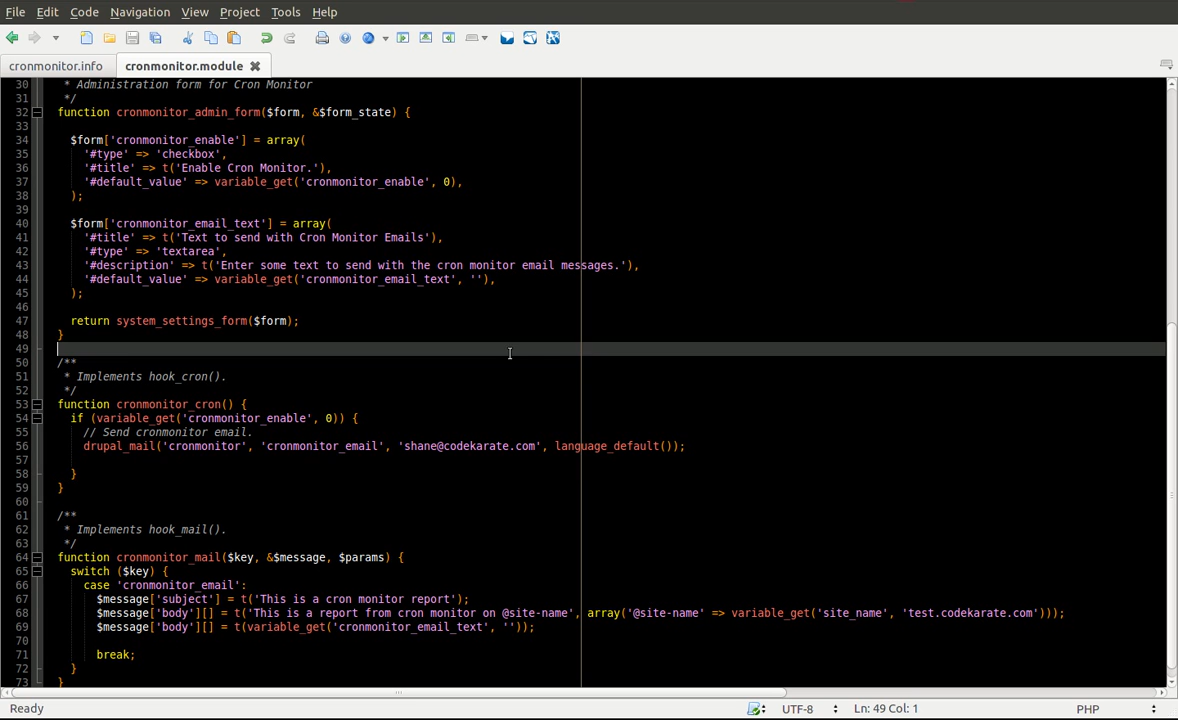 File Edit Code Navigation View Project Tools Help
cronmonitor.info cronmonitor.module
30 * Administration form for Cron Monitor
31 */
32 function cronmonitor_admin_form($form, &$form_state) {
33
34 $form['cronmonitor_enable'] = array(
35 '#type' => 'checkbox',
36 '#title' => t('Enable Cron Monitor.'),
37 '#default_value' => variable_get('cronmonitor_enable', 0),
38 );
39
40 $form['cronmonitor_email_text'] = array(
41 '#title' => t('Text to send with Cron Monitor Emails'),
42 '#type' => 'textarea',
43 '#description' => t('Enter some text to send with the cron monitor email messages.'),
44 '#default_value' => variable_get('cronmonitor_email_text', ''),
45 );
46
47 return system_settings_form($form);
48 }
49
50 /**
51 * Implements hook_cron().
52 */
53 function cronmonitor_cron() {
54 if (variable_get('cronmonitor_enable', 0)) {
55 // Send cronmonitor email.
56 drupal_mail('cronmonitor', 'cronmonitor_email', 'shane@codekarate.com', language_default());
57
58 }
59 }
60
61 /**
62 * Implements hook_mail().
63 */
64 function cronmonitor_mail($key, &$message, $params) {
65 switch ($key) {
66 case 'cronmonitor_email':
67 $message['subject'] = t('This is a cron monitor report');
68 $message['body'][] = t('This is a report from cron monitor on @site-name', array('@site-name' => variable_get('site_name', 'test.codekarate.com')));
69 $message['body'][] = t(variable_get('cronmonitor_email_text', ''));
70
71 break;
72 }
73 }
Ready UTF-8 Ln: 49 Col: 1 PHP